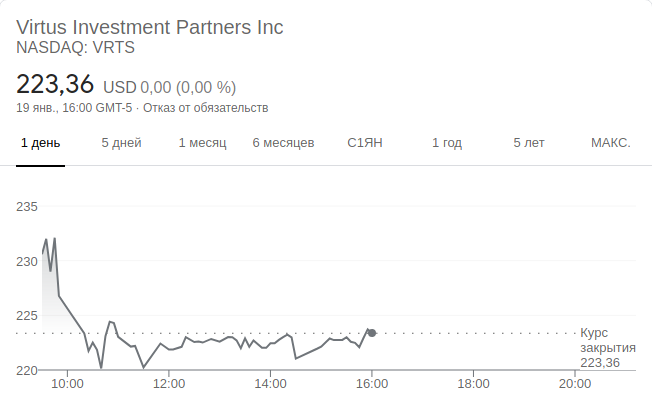 Virtus Investment Partners Inc
NASDAQ: VRTS
223,36 USD 0,00 (0,00 %)
19 янв., 16:00 GMT-5 · Отказ от обязательств
1 день 5 дней 1 месяц 6 месяцев С1ЯН 1 год 5 лет МАКС.
235
230
225
Курс
закрытия
223,36
220
10:00 12:00 14:00 16:00 18:00 20:00